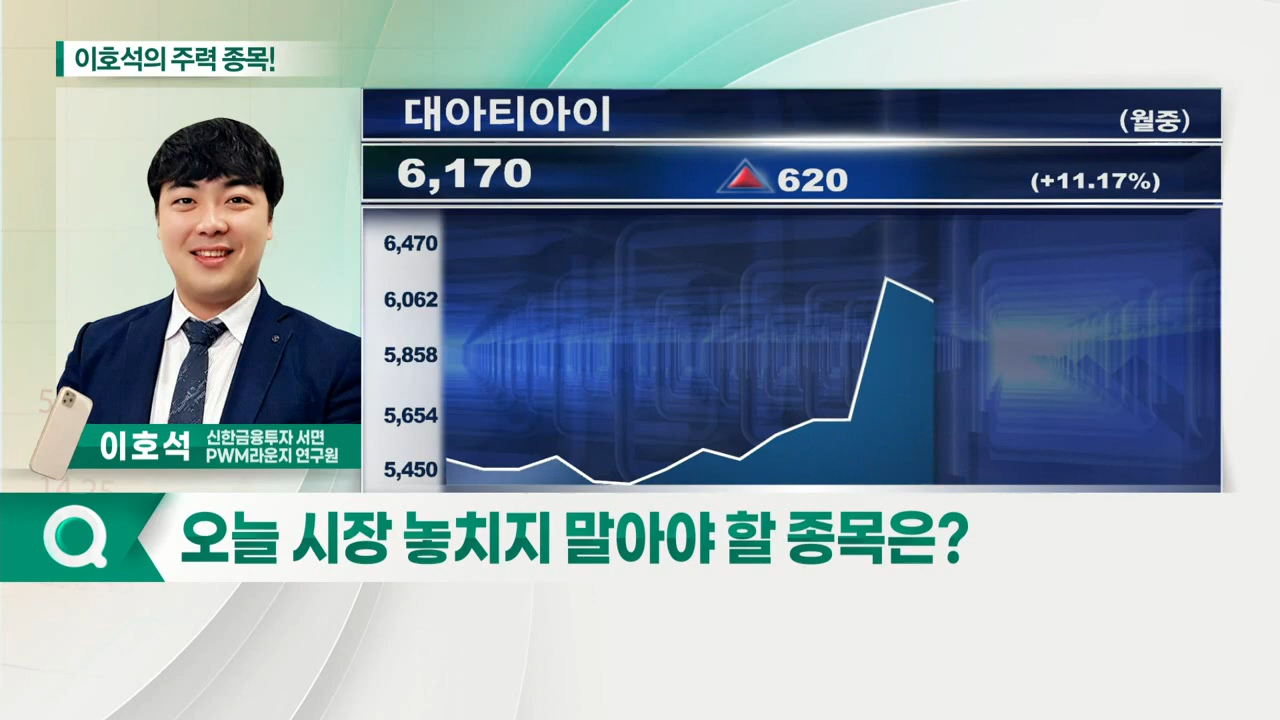 이호석의 주력 종목!
대아티아이 (월중)
6,170 620 (+11.17%)
6,470
6,062
5,858
5,654
5,450
이호석
신한금융투자 서면
PWM라운지 연구원
Q 오늘 시장 놓치지 말아야 할 종목은?